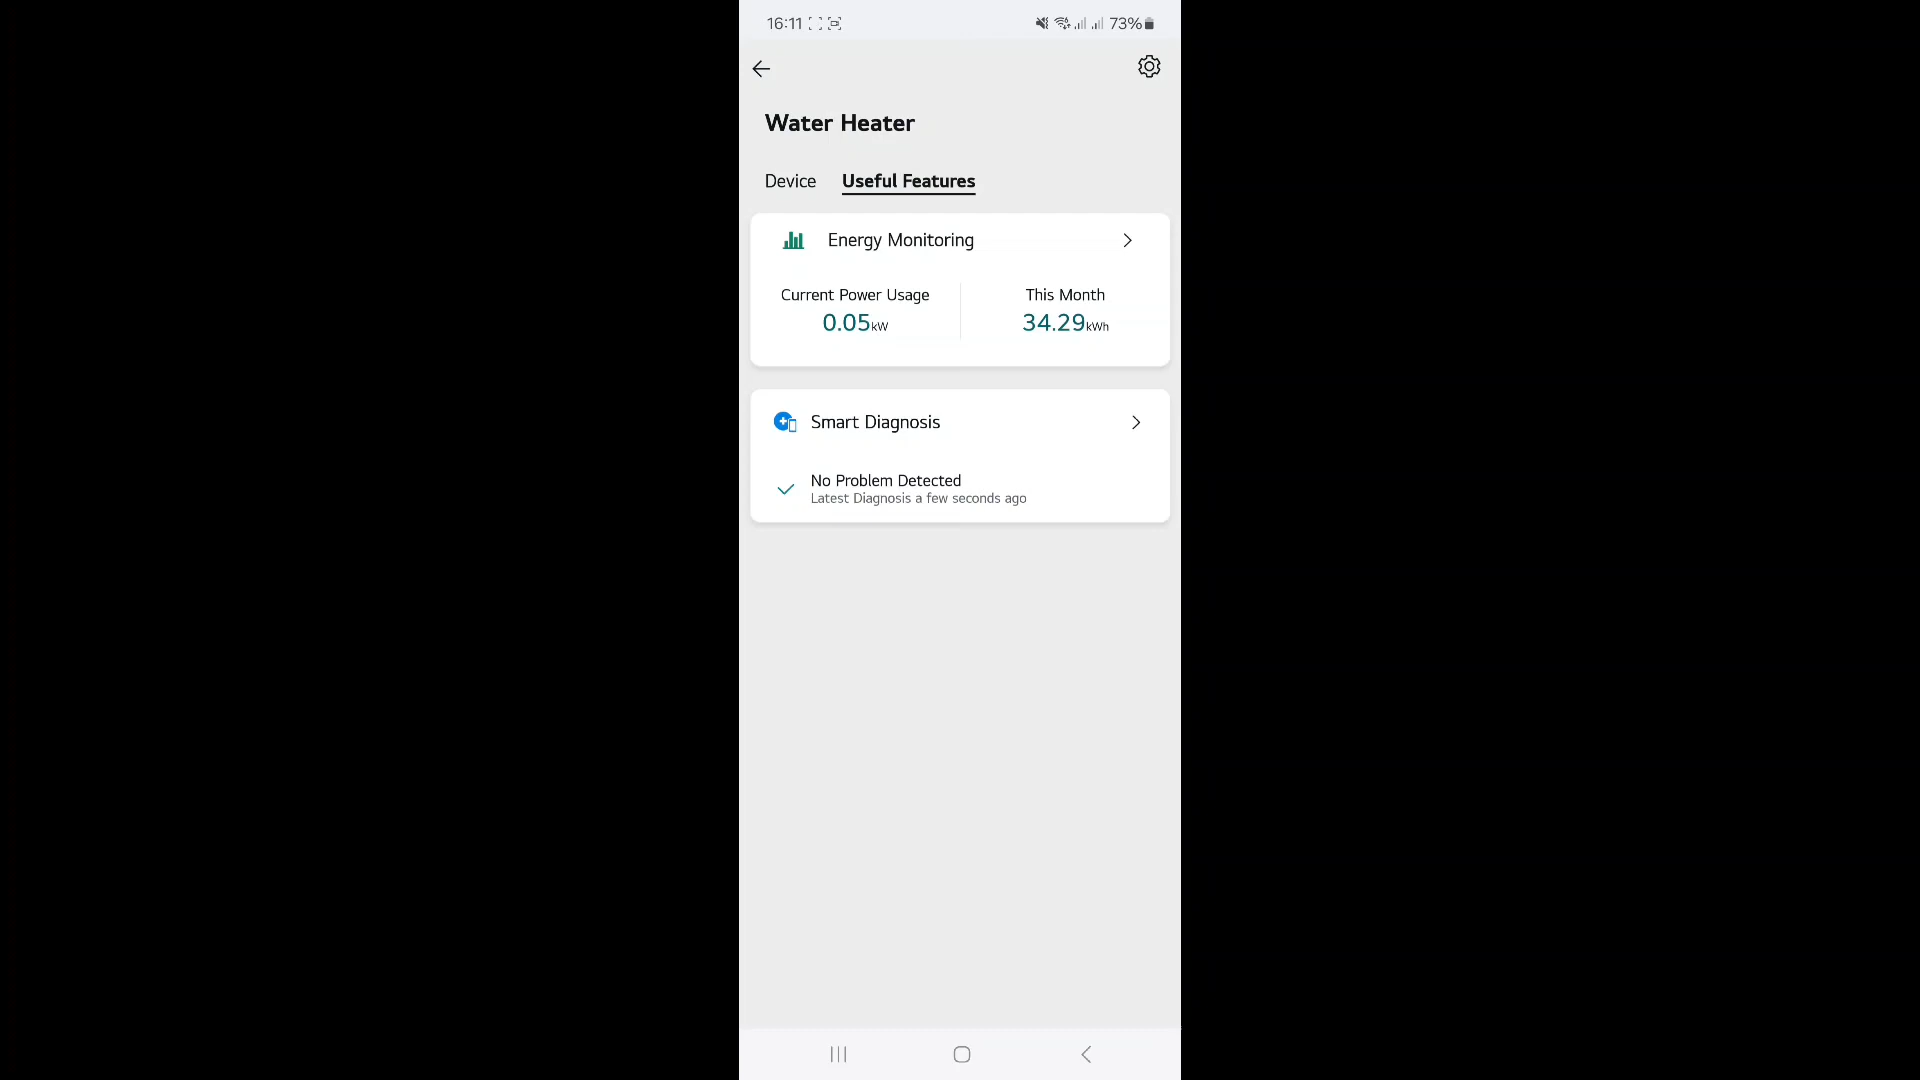 16:11 73%
Water Heater
Device Useful Features
Energy Monitoring
Current Power Usage This Month
0.05kW 34.29kWh
Smart Diagnosis
No Problem Detected
Latest Diagnosis a few seconds ago